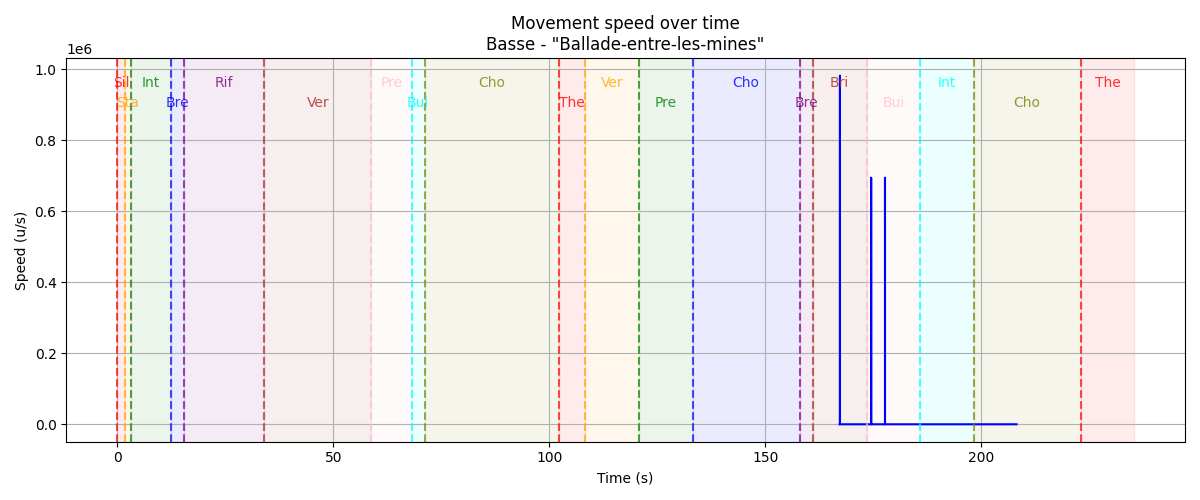 Movement speed over time
Basse - "Ballade-entre-les-mines"
1e6
Sil Int Rif Pre Cho Ver Cho Bri Int The
Sta Bre Ver Bui The Pre Bre Bui Cho
1.0
0.8
0.6
0.4
0.2
0.0
Speed (u/s)
0 50 100 150 200
Time (s)